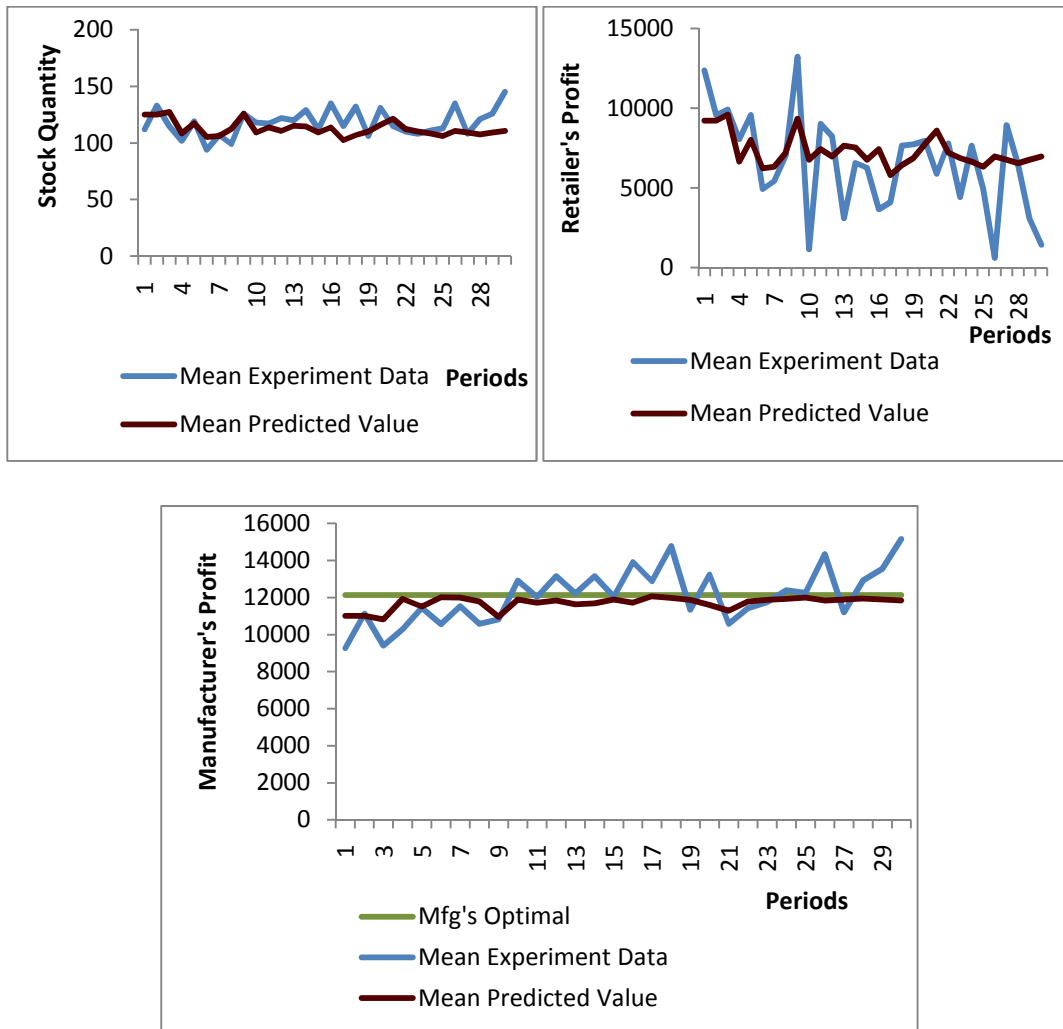 Stock Quantity
200
150
100
50
0
1 4 7 10 13 16 19 22 25 28
Periods
Mean Experiment Data
Mean Predicted Value
Retailer's Profit
15000
10000
5000
0
1 4 7 10 13 16 19 22 25 28
Periods
Mean Experiment Data
Mean Predicted Value
Manufacturer's Profit
16000
14000
12000
10000
8000
6000
4000
2000
0
1 3 5 7 9 11 13 15 17 19 21 23 25 27 29
Periods
Mfg's Optimal
Mean Experiment Data
Mean Predicted Value